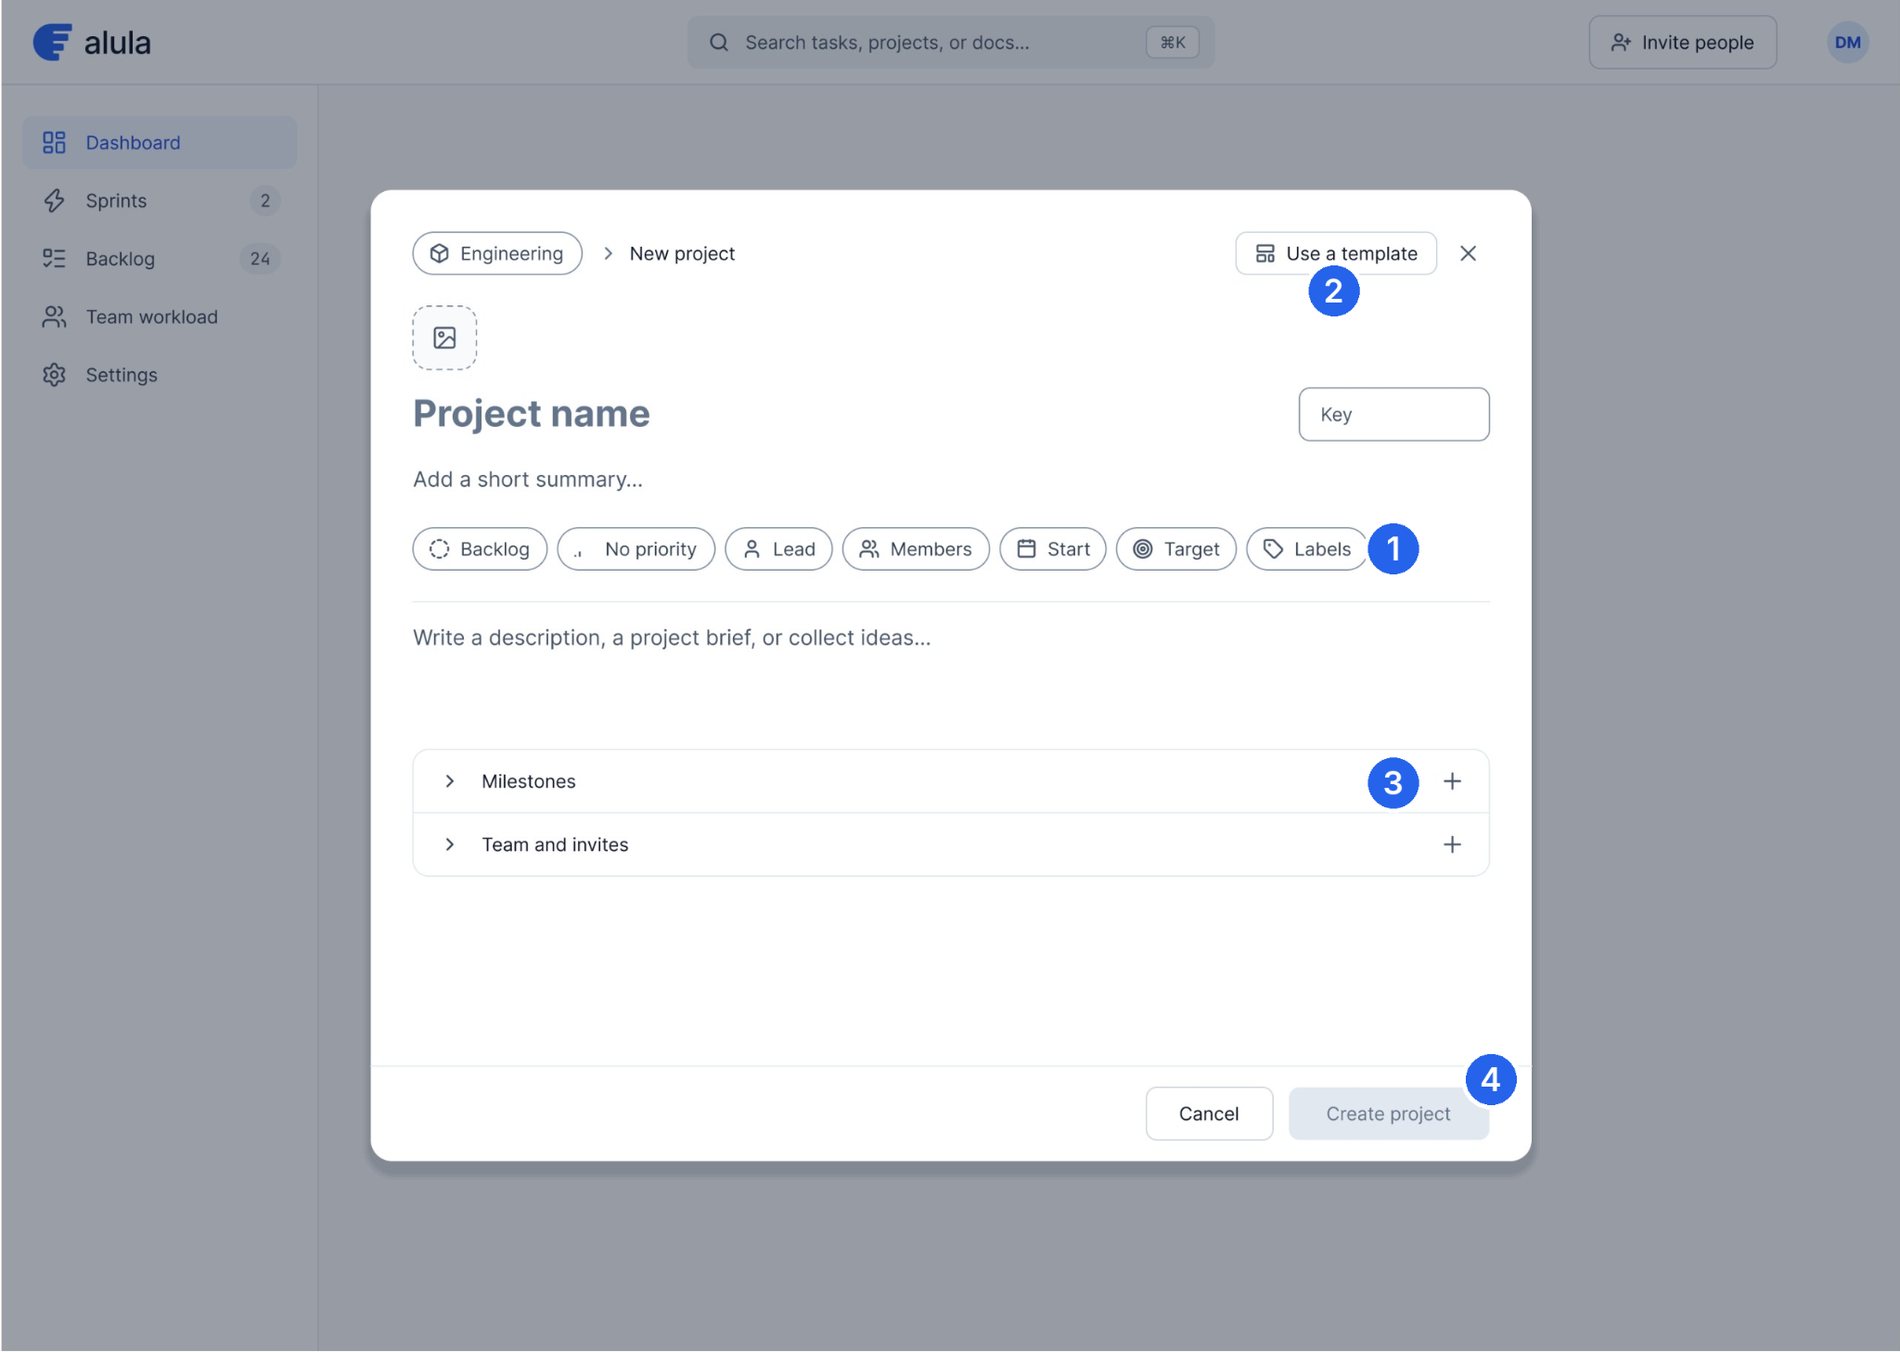 alula
Search tasks, projects, or docs...
⌘K
Invite people
DM
Dashboard
Sprints
2
Backlog
24
Team workload
Settings
Engineering
New project
Use a template
2
Project name
Key
Add a short summary...
Backlog
No priority
Lead
Members
Start
Target
Labels
1
Write a description, a project brief, or collect ideas...
Milestones
3
Team and invites
4
Cancel
Create project